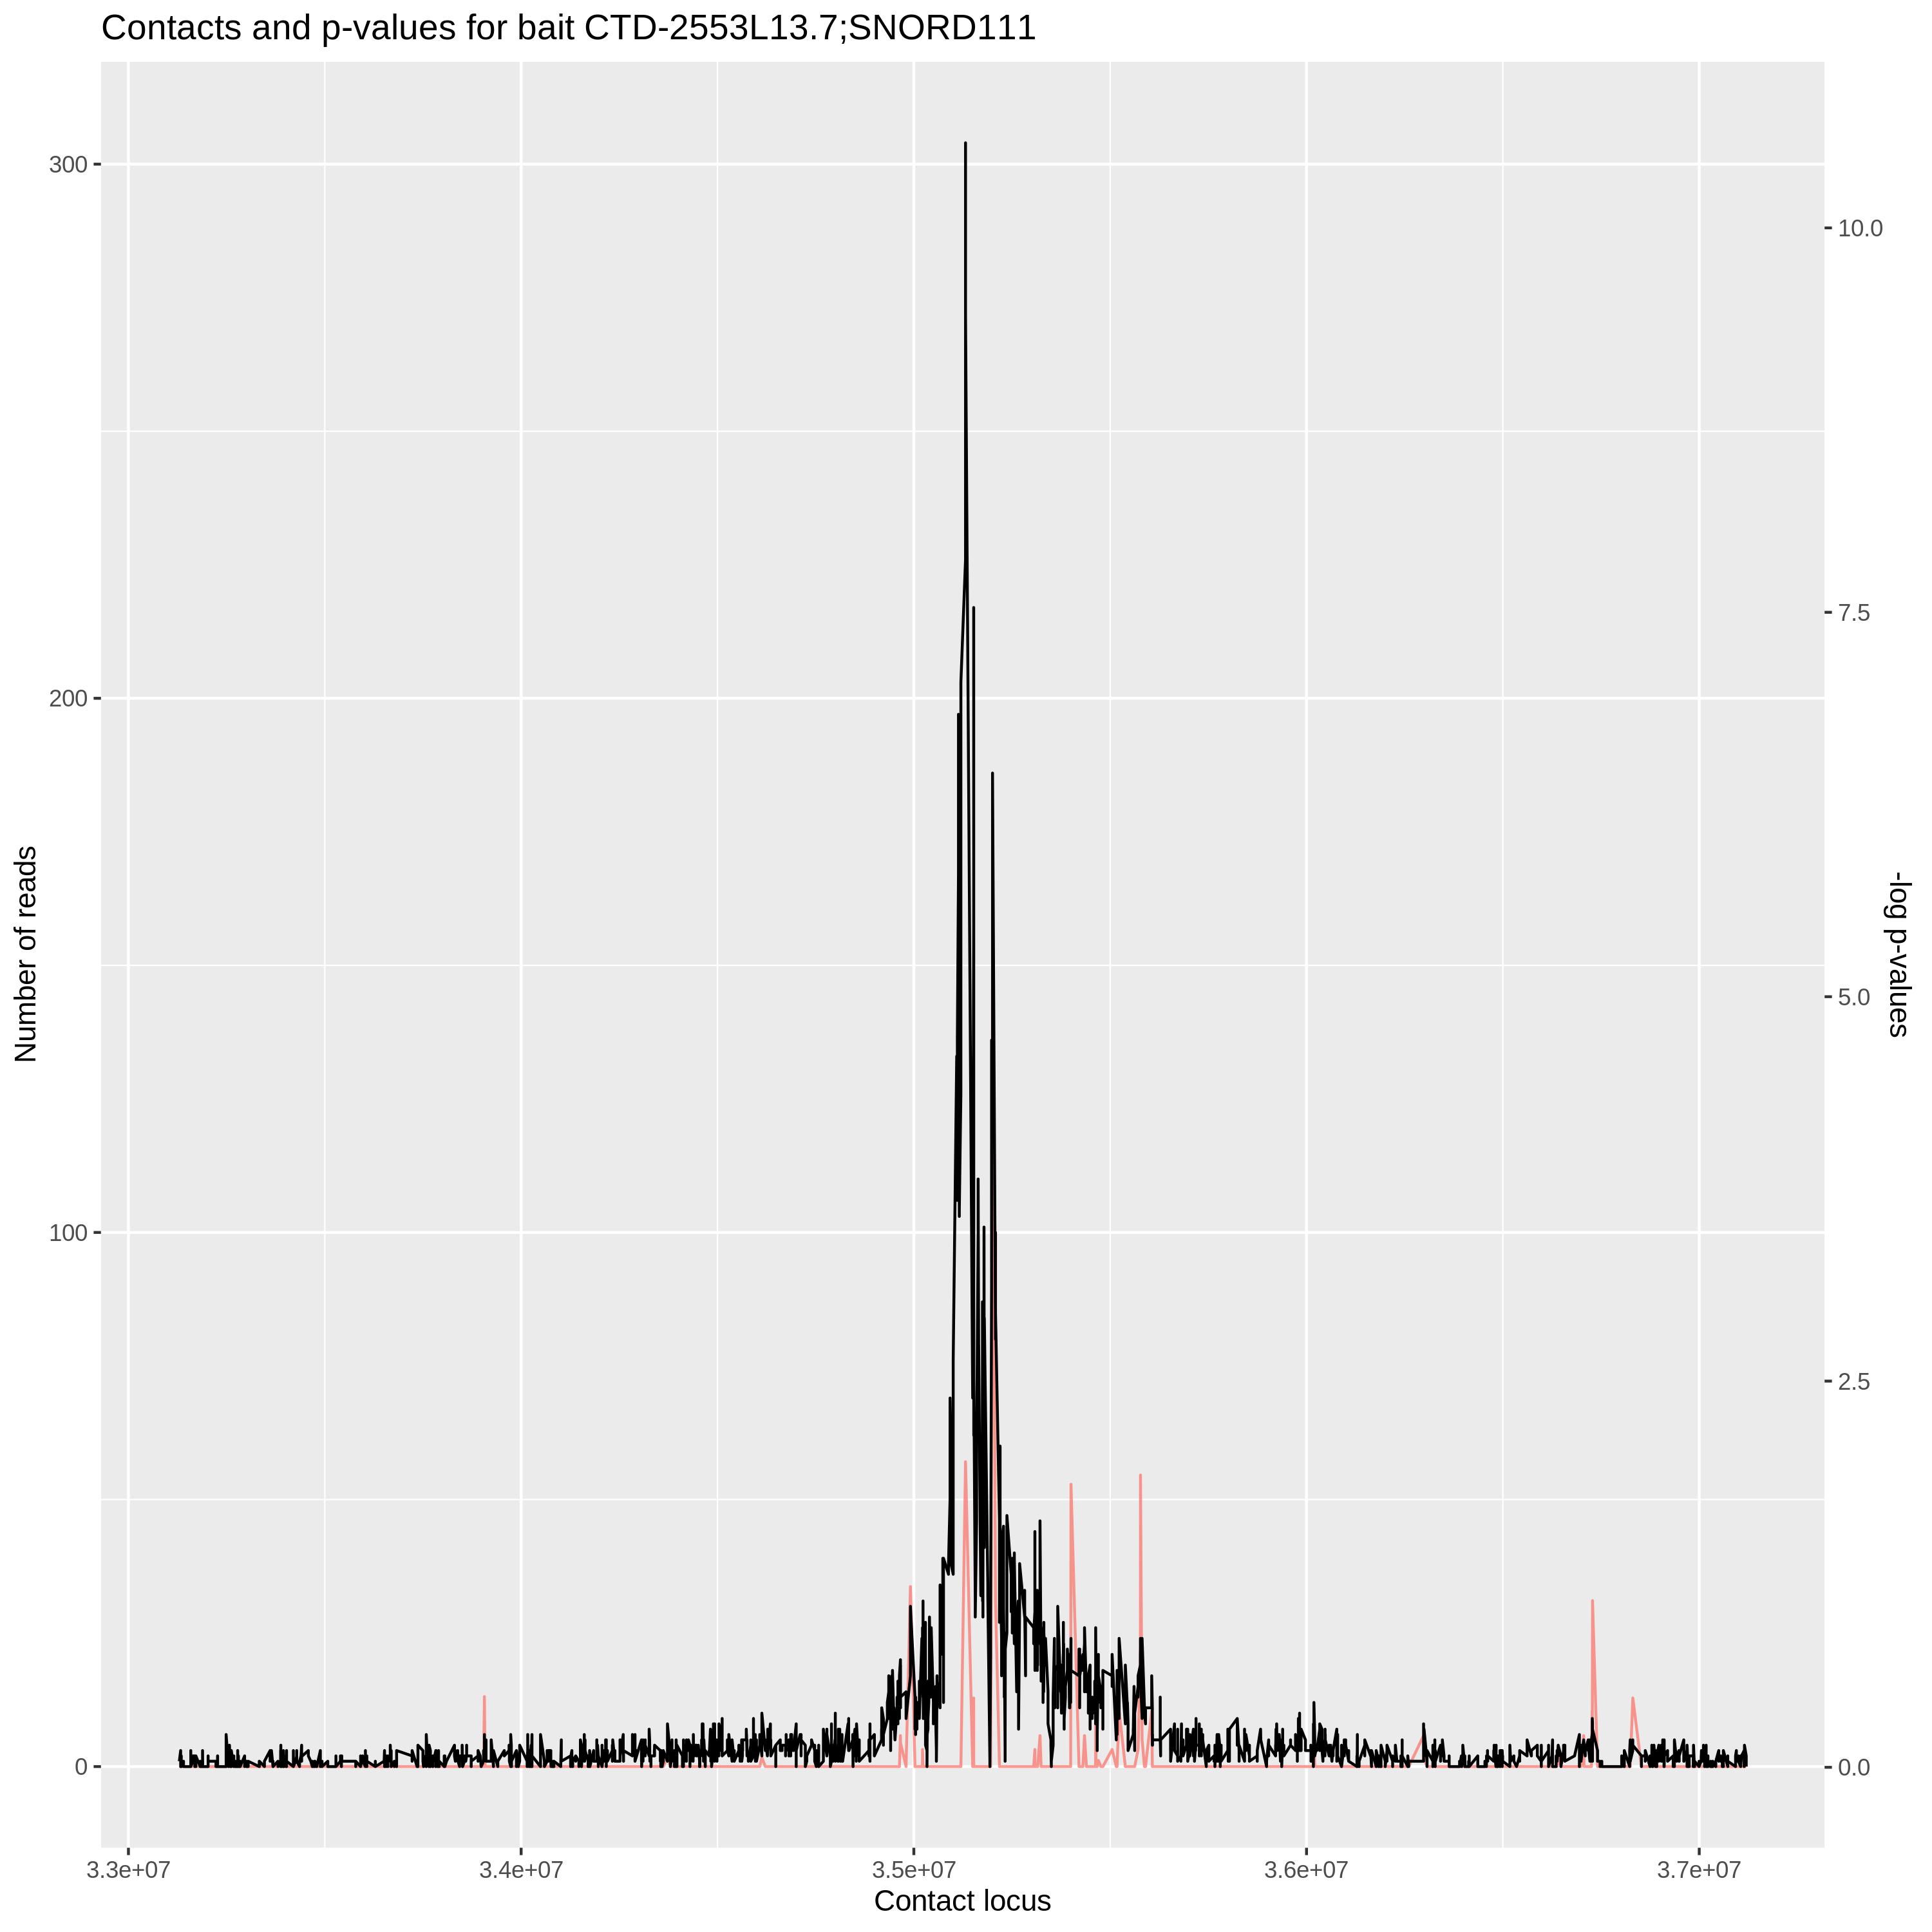 Contacts and p-values for bait CTD-2553L13.7;SNORD111
Number of reads
300
200
100
0
10.0
7.5
5.0
2.5
0.0
-log p-values
3.3e+07
3.4e+07
3.5e+07
3.6e+07
3.7e+07
Contact locus